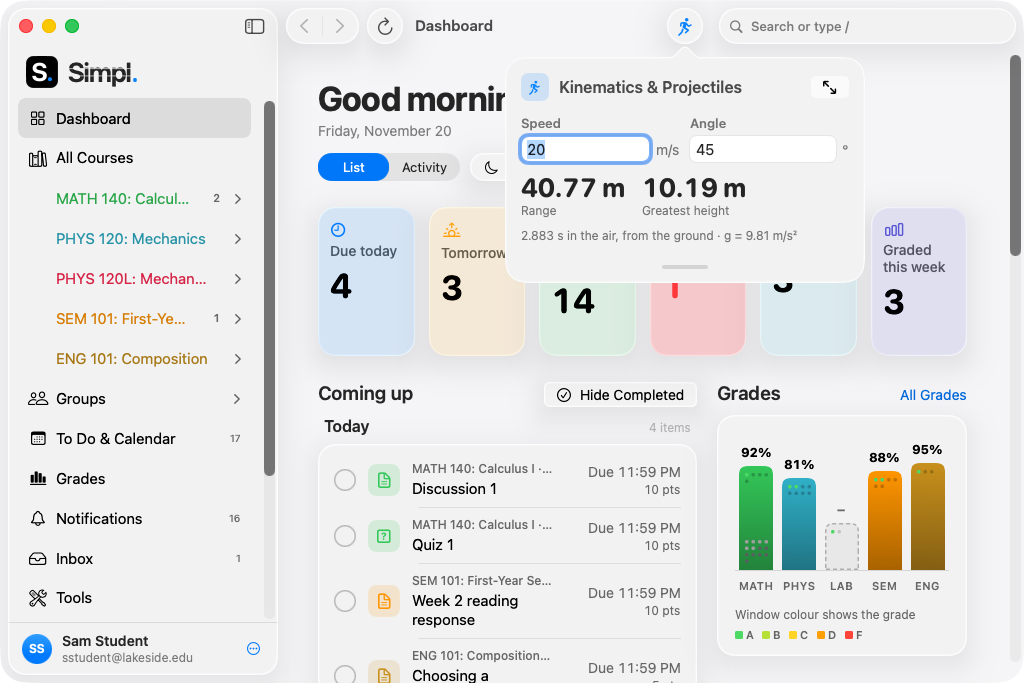 Dashboard
Search or type /
S.
Simpl.
Dashboard
All Courses
MATH 140: Calcul... 2
PHYS 120: Mechanics
PHYS 120L: Mechan...
SEM 101: First-Ye... 1
ENG 101: Composition
Groups
To Do & Calendar 17
Grades
Notifications 16
Inbox 1
Tools
SS
Sam Student
sstudent@lakeside.edu
Friday, November 20
List
Activity
Kinematics & Projectiles
Speed
Angle
20 m/s
45 °
40.77 m
10.19 m
Range
Greatest height
2.883 s in the air, from the ground · g = 9.81 m/s²
Due today
4
Tomorrow
3
14
Graded this week
3
Coming up
Hide Completed
Today
4 items
MATH 140: Calculus I ·...
Discussion 1
Due 11:59 PM
10 pts
MATH 140: Calculus I ·...
Quiz 1
Due 11:59 PM
10 pts
SEM 101: First-Year Se...
Week 2 reading
response
Due 11:59 PM
10 pts
ENG 101: Composition...
Choosing a
Due 11:59 PM
Grades
All Grades
92% 81% – 88% 95%
MATH PHYS LAB SEM ENG
Window colour shows the grade
A B C D F